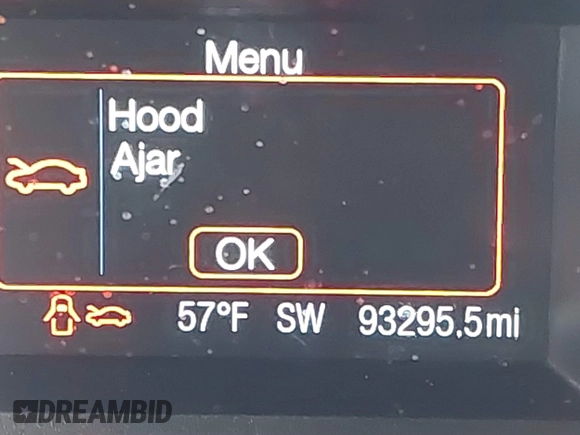 Menu
Hood
Ajar
OK
57°F SW 93295.5mi
DREAMBID